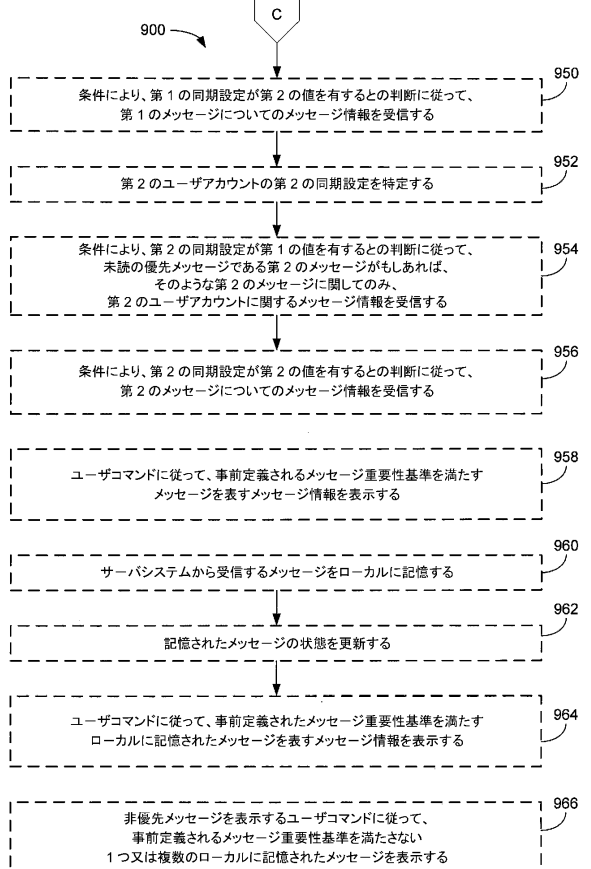 C
900
950
条件により、第1の同期設定が第2の値を有するとの判断に従って、
第1のメッセージについてのメッセージ情報を受信する
952
第2のユーザアカウントの第2の同期設定を特定する
954
条件により、第2の同期設定が第1の値を有するとの判断に従って、
未読の優先メッセージである第2のメッセージがもしあれば、
そのような第2のメッセージに関してのみ、
第2のユーザアカウントに関するメッセージ情報を受信する
956
条件により、第2の同期設定が第2の値を有するとの判断に従って、
第2のメッセージについてのメッセージ情報を受信する
958
ユーザコマンドに従って、事前定義されるメッセージ重要性基準を満たす
メッセージを表すメッセージ情報を表示する
960
サーバシステムから受信するメッセージをローカルに記憶する
962
記憶されたメッセージの状態を更新する
964
ユーザコマンドに従って、事前定義されたメッセージ重要性基準を満たす
ローカルに記憶されたメッセージを表すメッセージ情報を表示する
966
非優先メッセージを表示するユーザコマンドに従って、
事前定義されるメッセージ重要性基準を満たさない
1つ又は複数のローカルに記憶されたメッセージを表示する